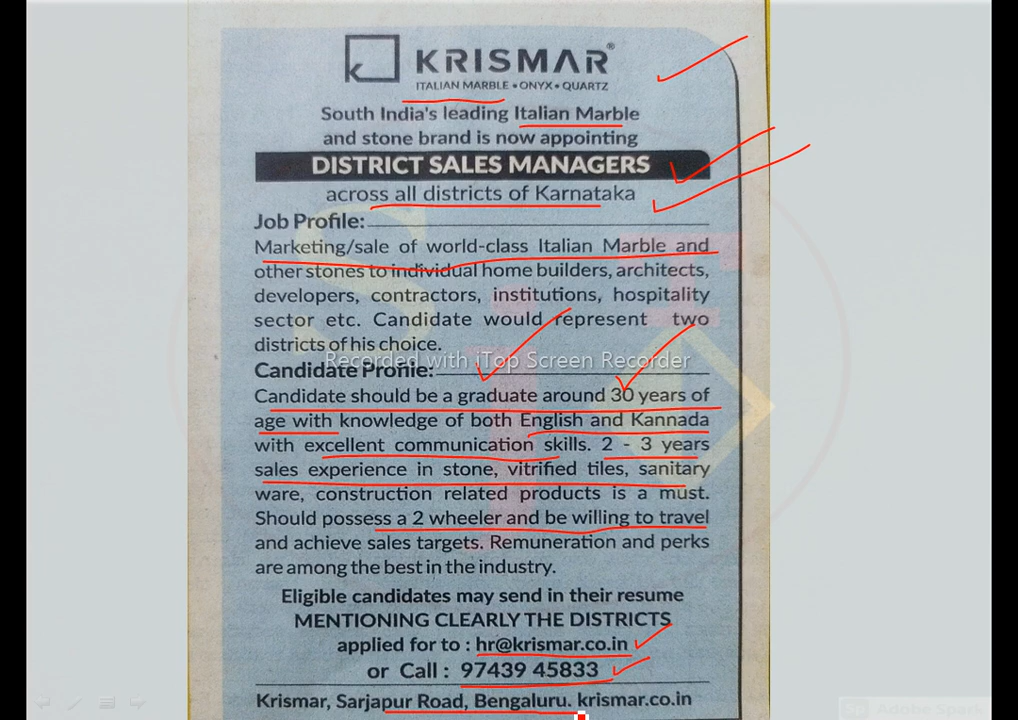 KRISMAR®
ITALIAN MARBLE • ONYX • QUARTZ
South India's leading Italian Marble
and stone brand is now appointing
DISTRICT SALES MANAGERS
across all districts of Karnataka
Job Profile:
Marketing/sale of world-class Italian Marble and
other stones to individual home builders, architects,
developers, contractors, institutions, hospitality
sector etc. Candidate would represent two
districts of his choice.
Recorded with iTop Screen Recorder
Candidate Profile:
Candidate should be a graduate around 30 years of
age with knowledge of both English and Kannada
with excellent communication skills. 2 - 3 years
sales experience in stone, vitrified tiles, sanitary
ware, construction related products is a must.
Should possess a 2 wheeler and be willing to travel
and achieve sales targets. Remuneration and perks
are among the best in the industry.
Eligible candidates may send in their resume
MENTIONING CLEARLY THE DISTRICTS
applied for to : hr@krismar.co.in
or Call : 97439 45833
Krismar, Sarjapur Road, Bengaluru. krismar.co.in
Sp Adobe Spark